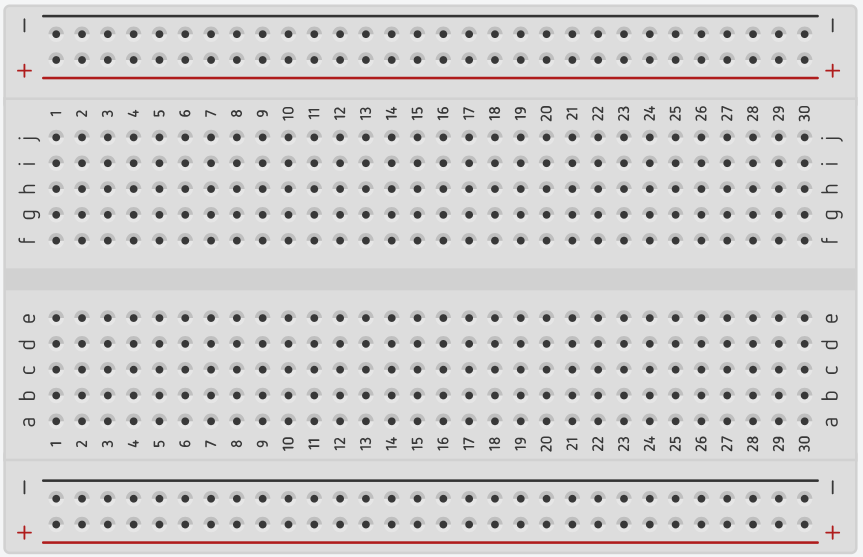 − −
+ +
1 2 3 4 5 6 7 8 9 10 11 12 13 14 15 16 17 18 19 20 21 22 23 24 25 26 27 28 29 30
j j
i i
h h
g g
f f
e e
d d
c c
b b
a a
1 2 3 4 5 6 7 8 9 10 11 12 13 14 15 16 17 18 19 20 21 22 23 24 25 26 27 28 29 30
− −
+ +